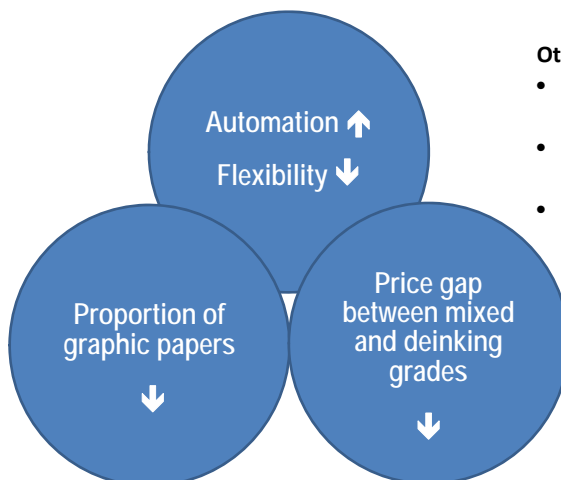 Ot
•
•
•
Automation ↑
Flexibility ↓
Proportion of
graphic papers
↓
Price gap
between mixed
and deinking
grades
↓